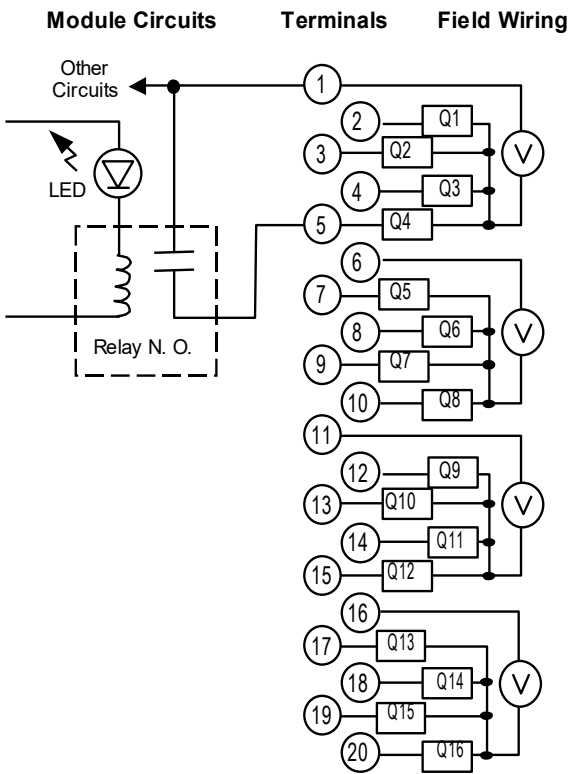 Module Circuits Terminals Field Wiring
Other
Circuits
LED
Relay N. O.
1
2 Q1
3 Q2
V
4 Q3
5 Q4
6
7 Q5
8 Q6
V
9 Q7
10 Q8
11
12 Q9
13 Q10
V
14 Q11
15 Q12
16
17 Q13
18 Q14
V
19 Q15
20 Q16